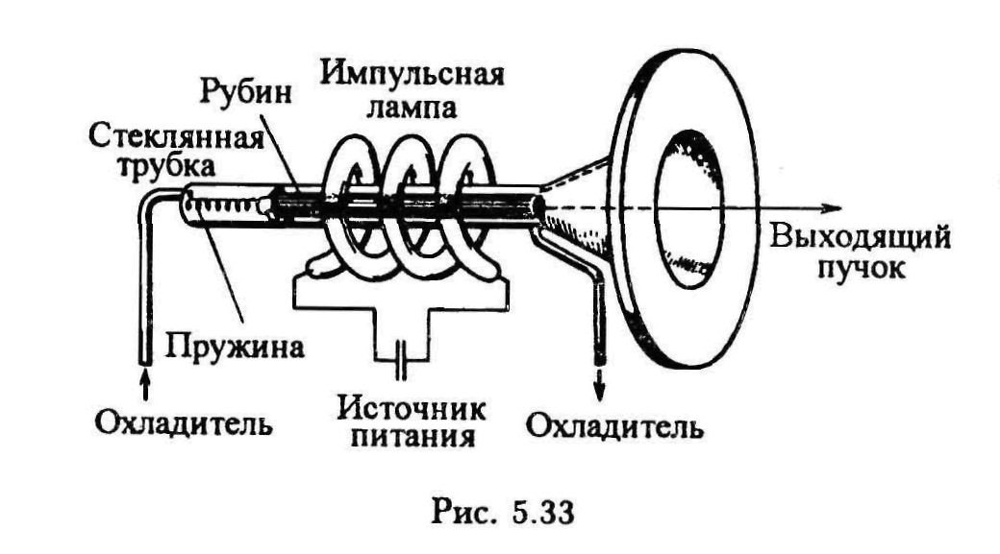 Рубин
Импульсная
лампа
Стеклянная
трубка
Выходящий
пучок
Пружина
Охладитель
Источник
питания
Охладитель
Рис. 5.33